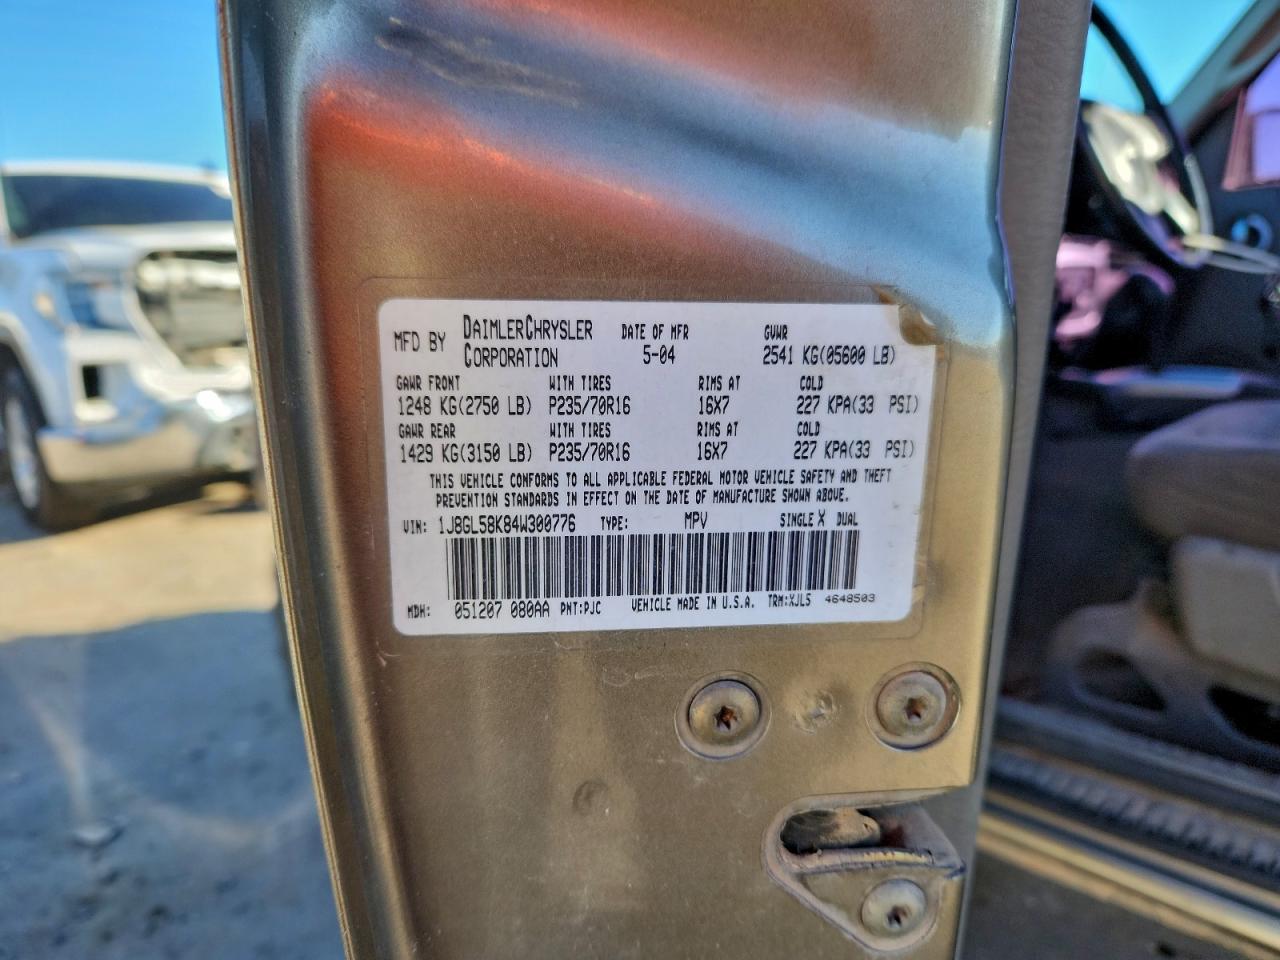 MFD BY DAIMLERCHRYSLER CORPORATION DATE OF MFR 5-04 GVWR 2541 KG(05600 LB)
GAWR FRONT WITH TIRES RIMS AT COLD
1248 KG(2750 LB) P235/70R16 16X7 227 KPA(33 PSI)
GAWR REAR WITH TIRES RIMS AT COLD
1429 KG(3150 LB) P235/70R16 16X7 227 KPA(33 PSI)
THIS VEHICLE CONFORMS TO ALL APPLICABLE FEDERAL MOTOR VEHICLE SAFETY AND THEFT
PREVENTION STANDARDS IN EFFECT ON THE DATE OF MANUFACTURE SHOWN ABOVE.
VIN: 1J8GL58K84W300776 TYPE: MPV SINGLE X DUAL
MDH: 051207 080AA PNT:PJC VEHICLE MADE IN U.S.A. TRM:XJL5 4648503